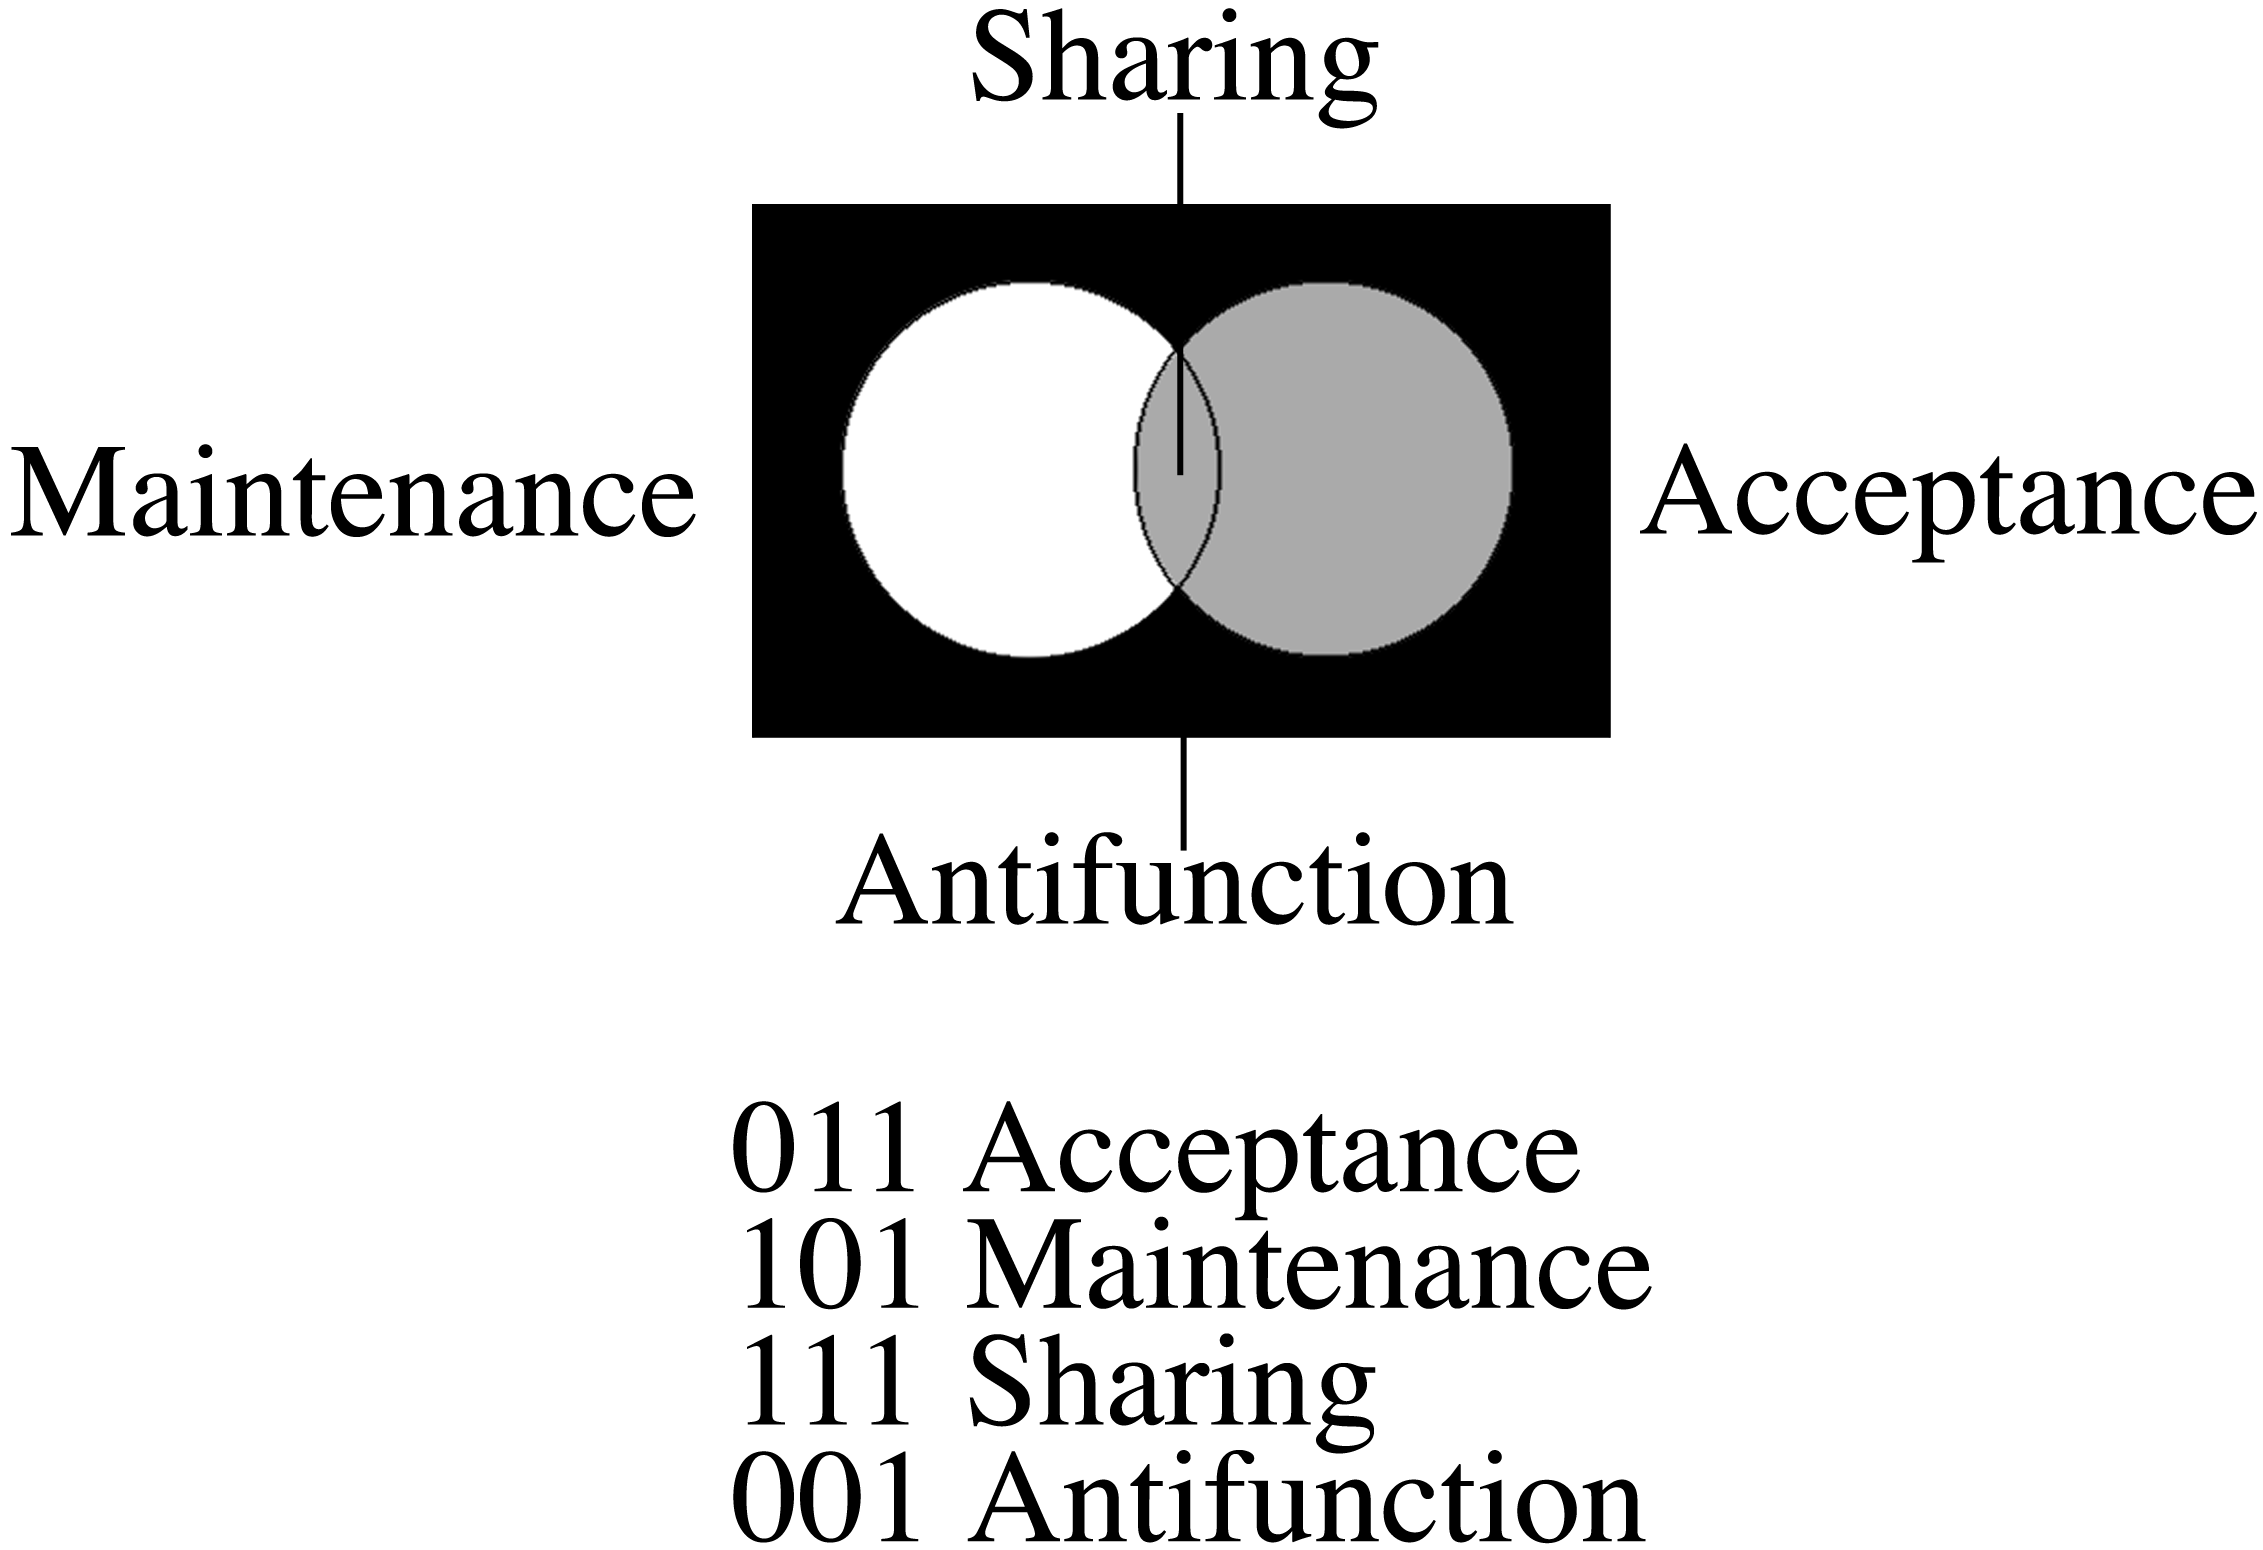 Sharing
Maintenance
Acceptance
Antifunction
011 Acceptance
101 Maintenance
111 Sharing
001 Antifunction